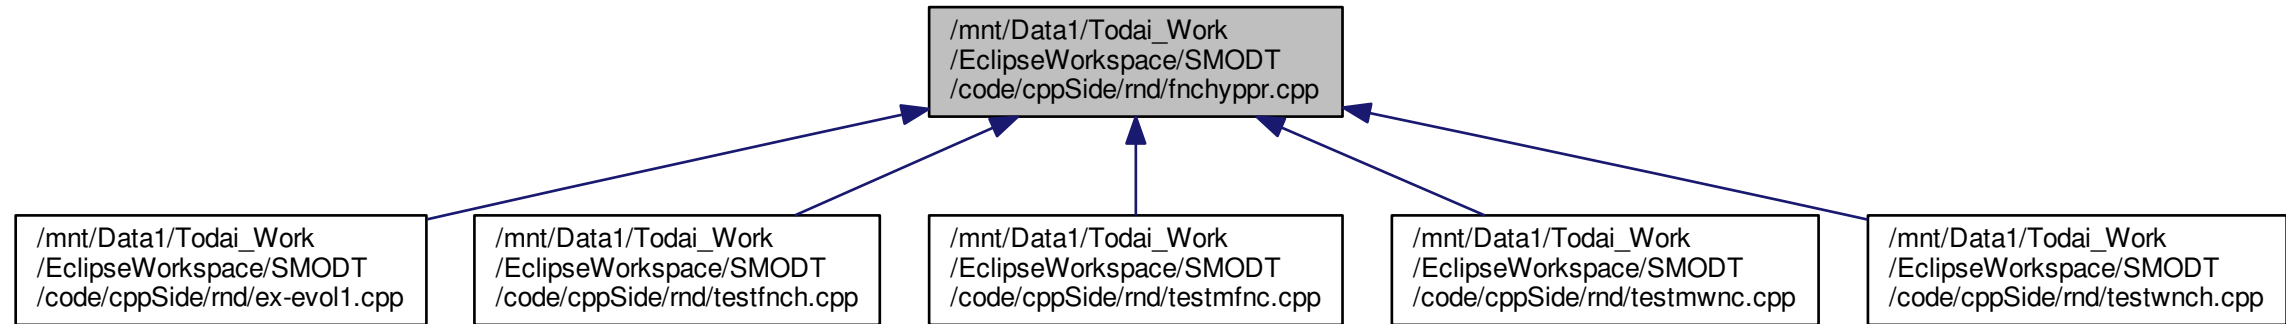 /mnt/Data1/Todai_Work
/EclipseWorkspace/SMODT
/code/cppSide/rnd/fnchyppr.cpp
/mnt/Data1/Todai_Work
/EclipseWorkspace/SMODT
/code/cppSide/rnd/ex-evol1.cpp
/mnt/Data1/Todai_Work
/EclipseWorkspace/SMODT
/code/cppSide/rnd/testfnch.cpp
/mnt/Data1/Todai_Work
/EclipseWorkspace/SMODT
/code/cppSide/rnd/testmfnc.cpp
/mnt/Data1/Todai_Work
/EclipseWorkspace/SMODT
/code/cppSide/rnd/testmwnc.cpp
/mnt/Data1/Todai_Work
/EclipseWorkspace/SMODT
/code/cppSide/rnd/testwnch.cpp